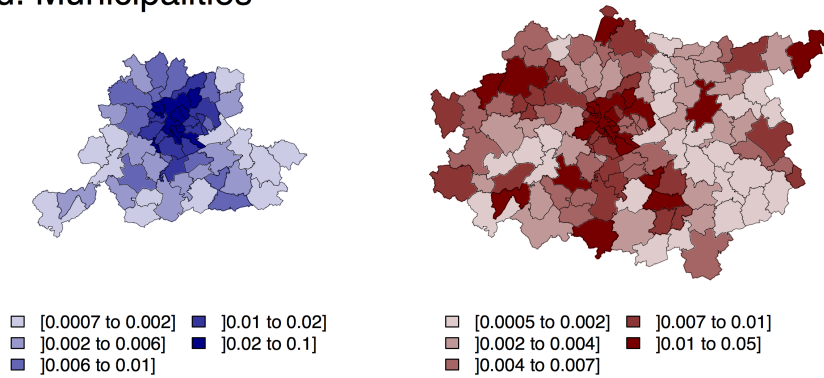 Municipalities
[0.0007 to 0.002]
]0.002 to 0.006]
]0.006 to 0.01]
]0.01 to 0.02]
]0.02 to 0.1]
[0.0005 to 0.002]
]0.002 to 0.004]
]0.004 to 0.007]
]0.007 to 0.01]
]0.01 to 0.05]